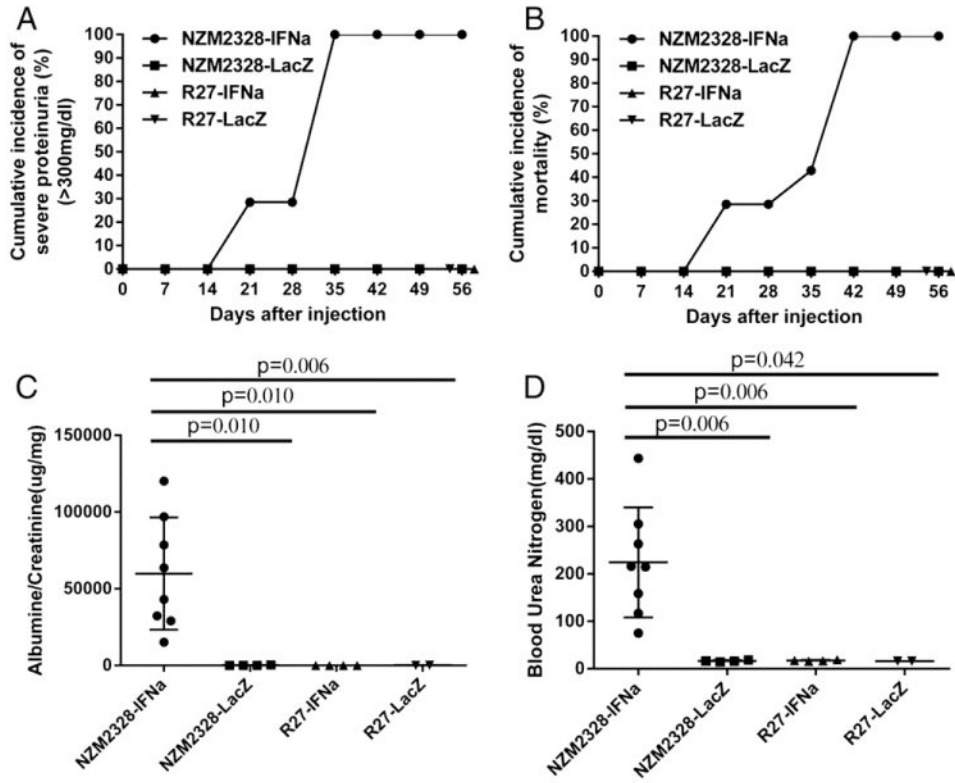 A
Cumulative incidence of
severe proteinuria (%)
(>300mg/dl)
100
90
80
70
60
50
40
30
20
10
0
NZM2328-IFNa
NZM2328-LacZ
R27-IFNa
R27-LacZ
0 7 14 21 28 35 42 49 56
Days after injection
B
Cumulative incidence of
mortality (%)
100
90
80
70
60
50
40
30
20
10
0
NZM2328-IFNa
NZM2328-LacZ
R27-IFNa
R27-LacZ
0 7 14 21 28 35 42 49 56
Days after injection
C
p=0.006
p=0.010
p=0.010
Albumine/Creatinine(ug/mg)
150000
100000
50000
0
NZM2328-IFNa
NZM2328-LacZ
R27-IFNa
R27-LacZ
D
p=0.042
p=0.006
p=0.006
Blood Urea Nitrogen(mg/dl)
500
400
300
200
100
0
NZM2328-IFNa
NZM2328-LacZ
R27-IFNa
R27-LacZ